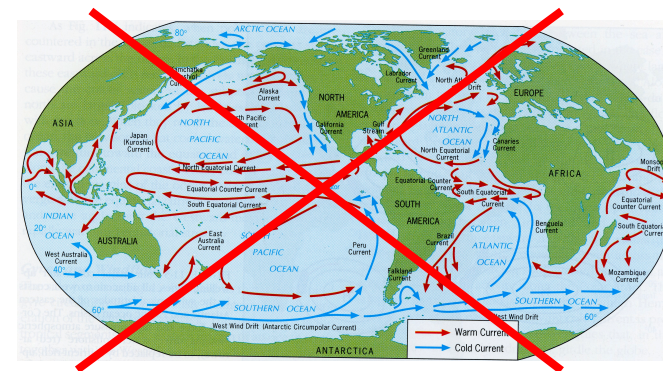 ARCTIC OCEAN
80°
Greenland
Current
Labrador
Current
North
Drift
EUROPE
Alaska
Current
NORTH
AMERICA
ASIA
Japan
(Kuroshio)
Current
NORTH
PACIFIC
OCEAN
Current
California
Current
Gulf
Stream
NORTH
ATLANTIC
OCEAN
Canaries
Current
North Equatorial Current
North Equatorial
Current
AFRICA
Monsoon
Drift
0°
Equatorial Counter Current
Equatorial Counter
Current
South Equatorial
Current
Equatorial
Counter
Current
South Equatorial Current
SOUTH
AMERICA
South Equatorial
Current
INDIAN
OCEAN
20°
AUSTRALIA
East
Australia
Current
PACIFIC
OCEAN
Peru
Current
Brazil
Current
SOUTH
ATLANTIC
OCEAN
Benguela
Current
West Australia
Current
40°
Falkland
Current
Mozambique
Current
60°
SOUTHERN OCEAN
SOUTHERN OCEAN
West Wind Drift (Antarctic Circumpolar Current)
West Wind Drift
60°
Warm Current
Cold Current
ANTARCTICA